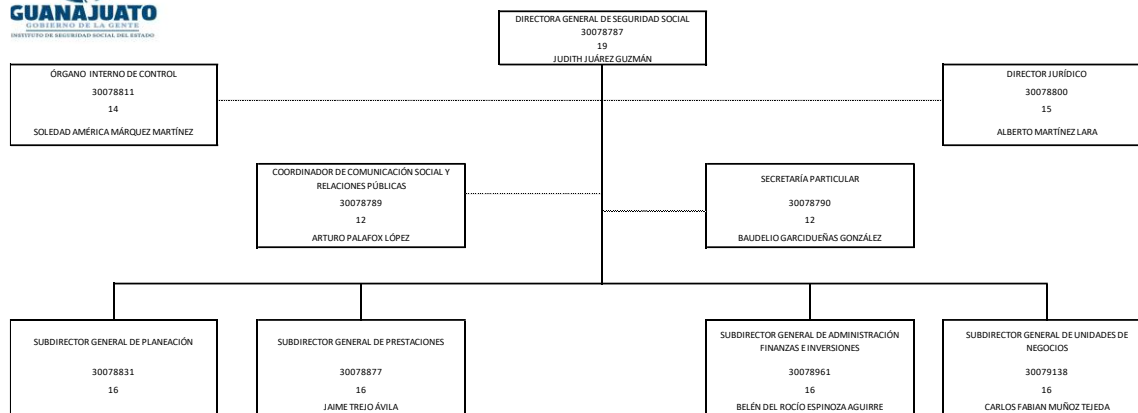 GUANAJUATO
GOBIERNO DE LA GENTE
INSTITUTO DE SEGURIDAD SOCIAL DEL ESTADO
DIRECTORA GENERAL DE SEGURIDAD SOCIAL
30078787
19
JUDITH JUÁREZ GUZMÁN
ÓRGANO INTERNO DE CONTROL
30078811
14
SOLEDAD AMÉRICA MÁRQUEZ MARTÍNEZ
DIRECTOR JURÍDICO
30078800
15
ALBERTO MARTÍNEZ LARA
COORDINADOR DE COMUNICACIÓN SOCIAL Y
RELACIONES PÚBLICAS
30078789
12
ARTURO PALAFOX LÓPEZ
SECRETARÍA PARTICULAR
30078790
12
BAUDELIO GARCIDUEÑAS GONZÁLEZ
SUBDIRECTOR GENERAL DE PLANEACIÓN
30078831
16
SUBDIRECTOR GENERAL DE PRESTACIONES
30078877
16
JAIME TREJO ÁVILA
SUBDIRECTOR GENERAL DE ADMINISTRACIÓN
FINANZAS E INVERSIONES
30078961
16
BELÉN DEL ROCÍO ESPINOZA AGUIRRE
SUBDIRECTOR GENERAL DE UNIDADES DE
NEGOCIOS
30079138
16
CARLOS FABIAN MUÑOZ TEJEDA